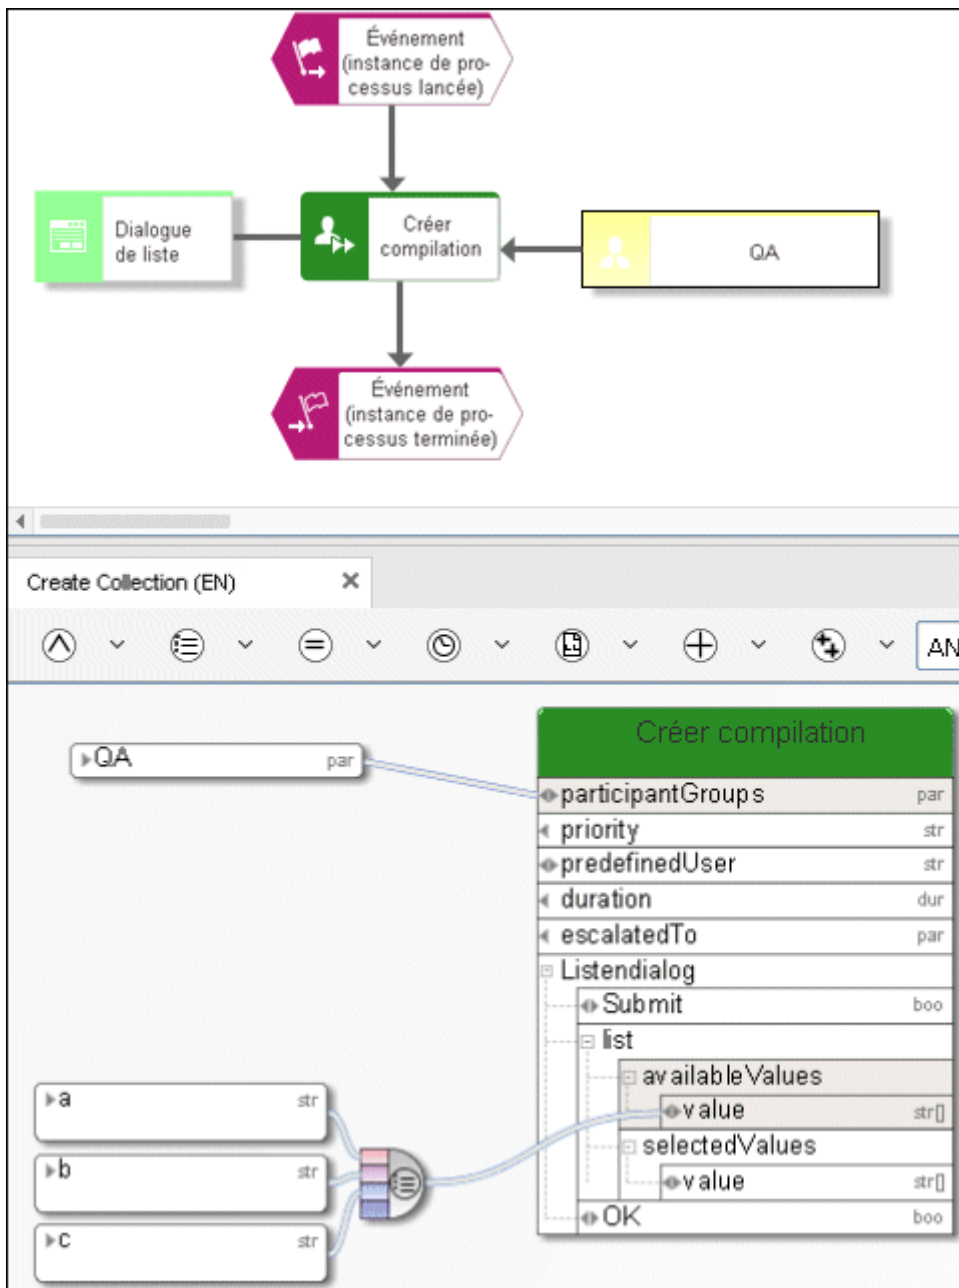 Événement
(instance de pro-
cessus lancée)
Dialogue
de liste
Créer
compilation
QA
Événement
(instance de pro-
cessus terminée)
Create Collection (EN)
AN
Créer compilation
QA par
participantGroups par
priority str
predefinedUser str
duration dur
escalatedTo par
Listendialog
Submit boo
list
availableValues
value str[]
selectedValues
value str[]
OK boo
a str
b str
c str